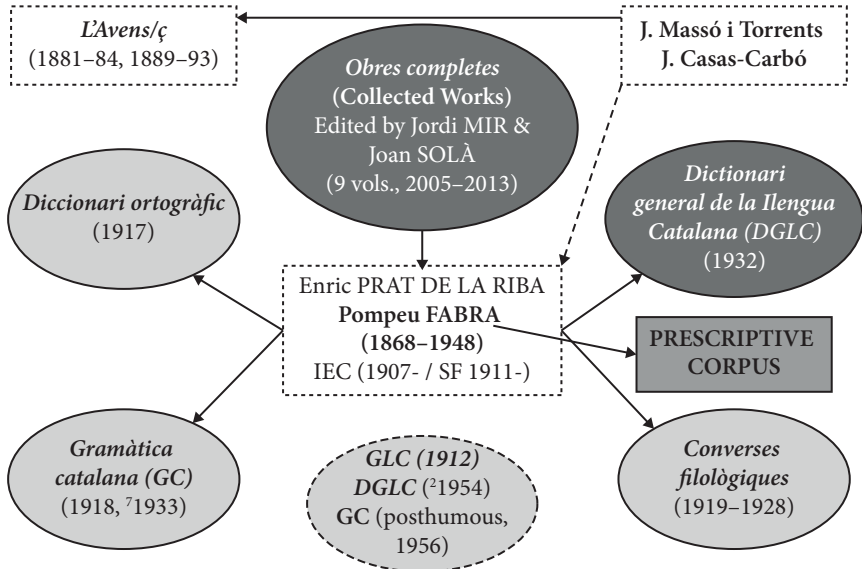 L'Avens/ç
(1881–84, 1889–93)
J. Massó i Torrents
J. Casas-Carbó
Obres completes
(Collected Works)
Edited by Jordi MIR &
Joan SOLÀ
(9 vols., 2005–2013)
Diccionari ortogràfic
(1917)
Dictionari
general de la Ilengua
Catalana (DGLC)
(1932)
Enric PRAT DE LA RIBA
Pompeu FABRA
(1868–1948)
IEC (1907- / SF 1911-)
PRESCRIPTIVE
CORPUS
Gramàtica
catalana (GC)
(1918, ⁷1933)
GLC (1912)
DGLC (²1954)
GC (posthumous,
1956)
Converses
filològiques
(1919–1928)